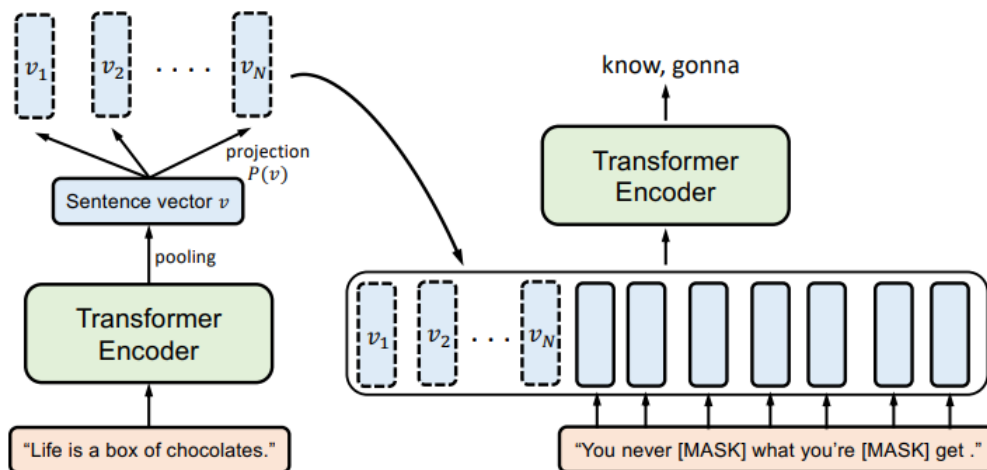 v1
v2
. . . .
vN
projection
P(v)
Sentence vector v
pooling
Transformer
Encoder
“Life is a box of chocolates.”
know, gonna
Transformer
Encoder
v1
v2
. . .
vN
“You never [MASK] what you’re [MASK] get .”